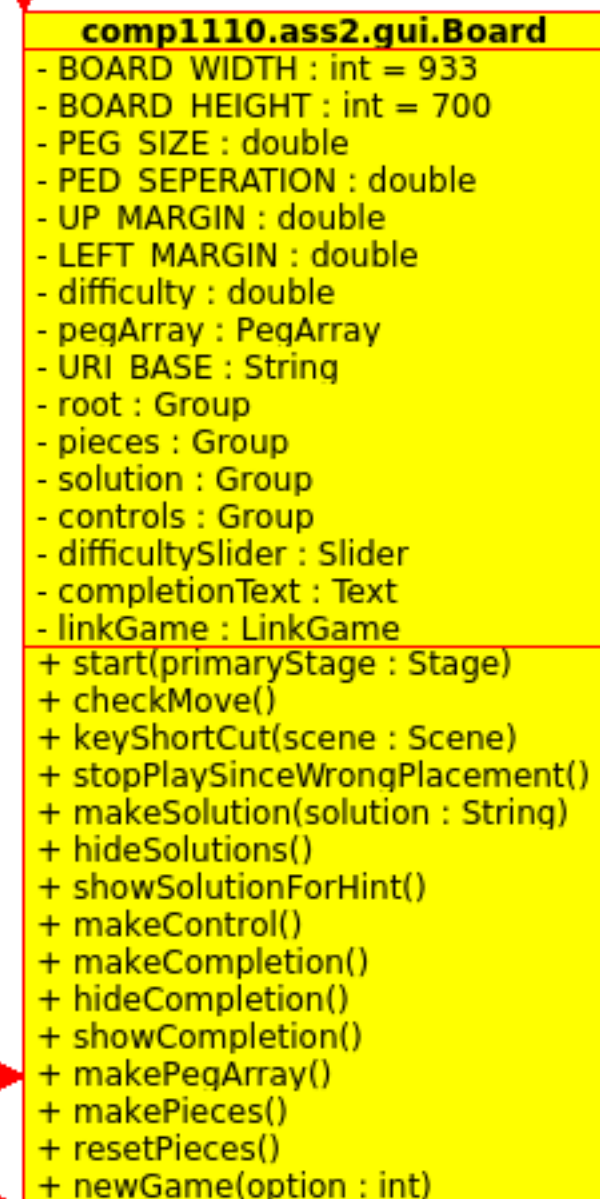 comp1110.ass2.gui.Board
- BOARD_WIDTH : int = 933
- BOARD_HEIGHT : int = 700
- PEG_SIZE : double
- PED_SEPERATION : double
- UP_MARGIN : double
- LEFT_MARGIN : double
- difficulty : double
- pegArray : PegArray
- URI_BASE : String
- root : Group
- pieces : Group
- solution : Group
- controls : Group
- difficultySlider : Slider
- completionText : Text
- linkGame : LinkGame
+ start(primaryStage : Stage)
+ checkMove()
+ keyShortCut(scene : Scene)
+ stopPlaySinceWrongPlacement()
+ makeSolution(solution : String)
+ hideSolutions()
+ showSolutionForHint()
+ makeControl()
+ makeCompletion()
+ hideCompletion()
+ showCompletion()
+ makePegArray()
+ makePieces()
+ resetPieces()
+ newGame(option : int)